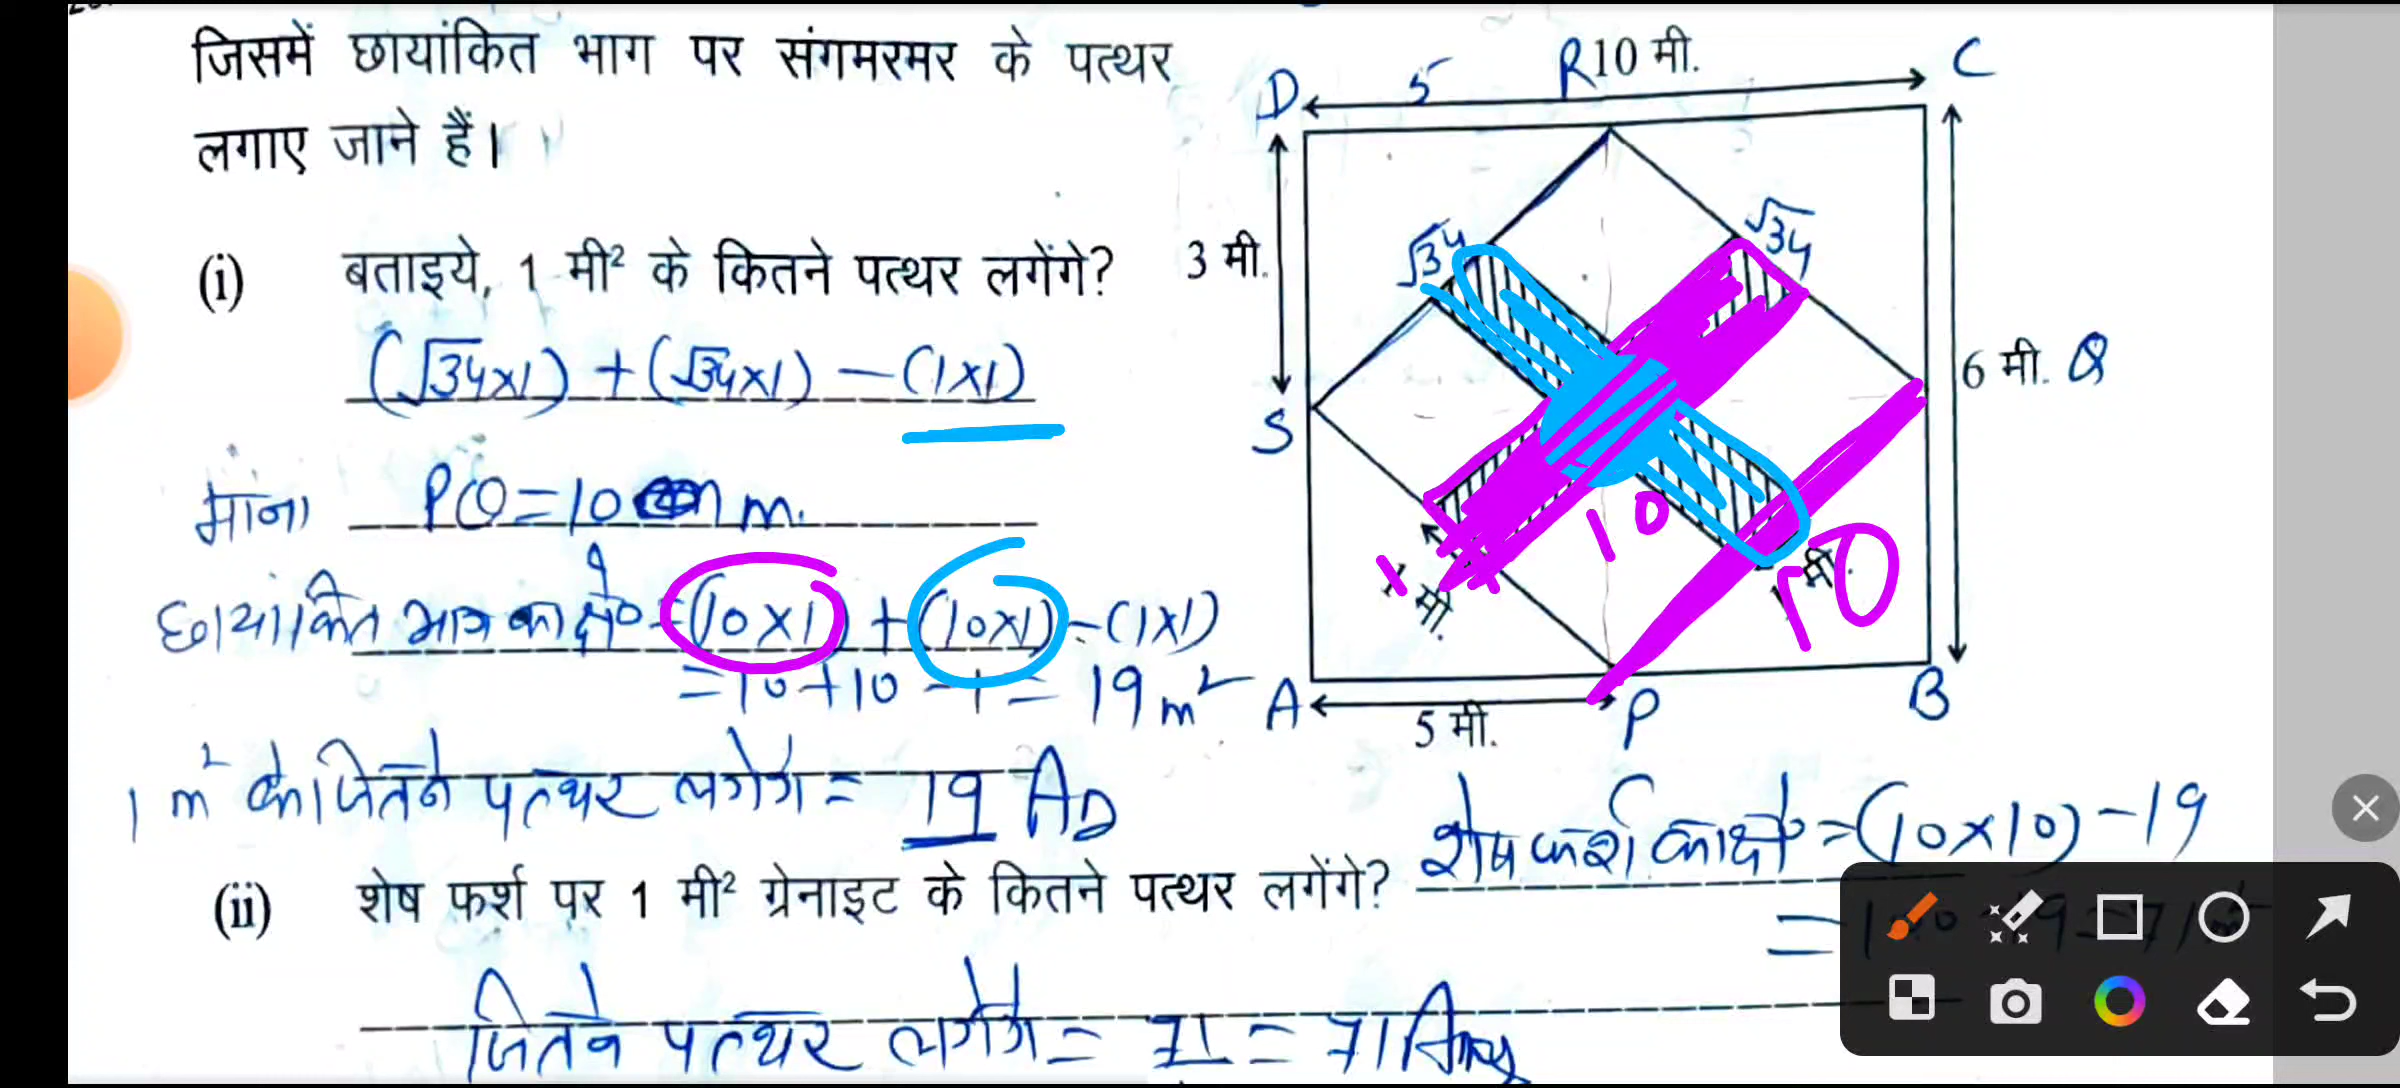 जिसमें छायांकित भाग पर संगमरमर के पत्थर
लगाए जाने हैं।
(i) बताइये, 1 मी² के कितने पत्थर लगेंगे?
(√34×1) + (√34×1) – (1×1)
माना PQ=10 m.
छायांकित भाग का क्षे० = (10×1) + (10×1) - (1×1)
= 10+10 -1 = 19 m²
1 m² के जितने पत्थर लगेगे = 19 Ans
(ii) शेष फर्श पर 1 मी² ग्रेनाइट के कितने पत्थर लगेंगे?
शेष फर्श का क्षे० = (10×10) - 19
जितने पत्थर लगेगे = 71 = 71 Ans
D 5 R 10 मी. C
3 मी.
√34 √34
6 मी. Q
S
10
1 मी.
मी.
10
A 5 मी. P B